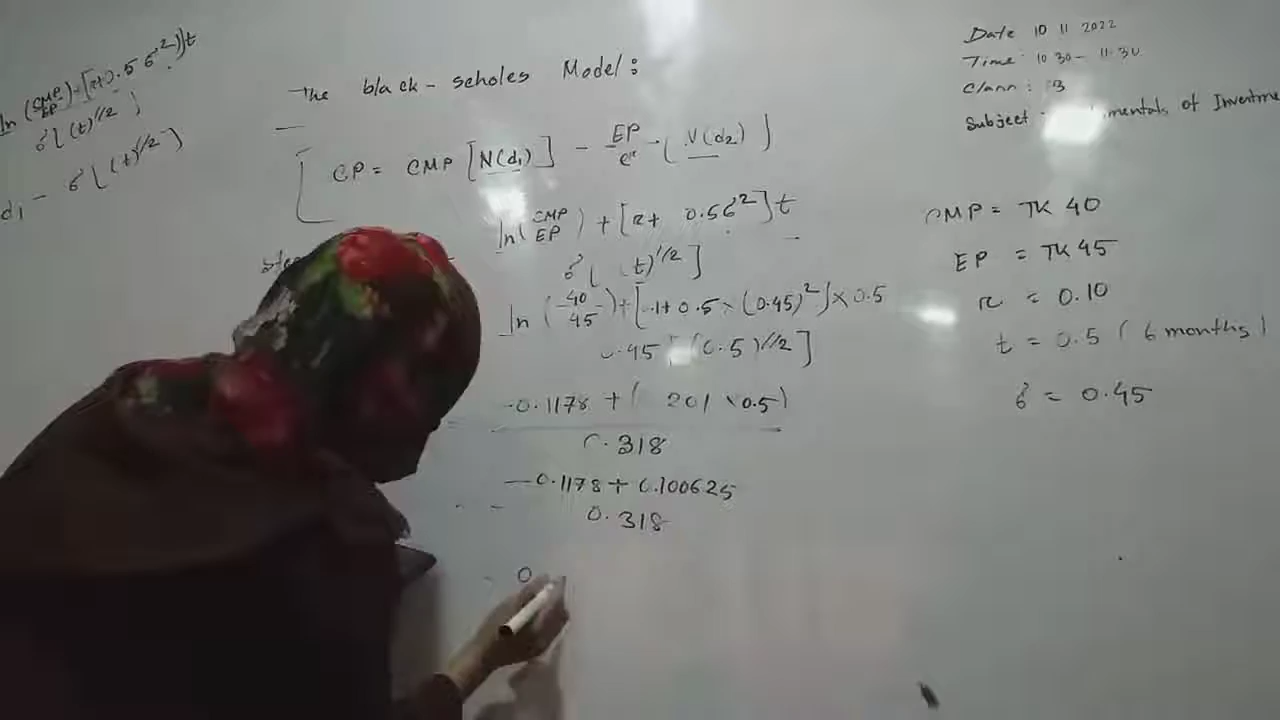 ln (CMP/EP) - [r+0.5 σ²)]t
σ[(t)^1/2]
d1 - σ[(t)^1/2]
The black-scholes Model:
CP = CMP [N(d1)] - EP/e^rt [N(d2)]
ln(CMP/EP) + [r+ 0.5σ²]t
σ[(t)^1/2]
ln (40/45)+[0.1+0.5×(0.45)²]×0.5
0.45 [(0.5)^1/2]
-0.1178 + ( 201 ×0.5)
0.318
-0.1178+0.100625
0.318
0
Date 10 11 2022
Time: 10 30 - 11.30
Class: B
Subject
of Investme
CMP = TK 40
EP = TK 45
r = 0.10
t = 0.5 (6 months)
σ = 0.45